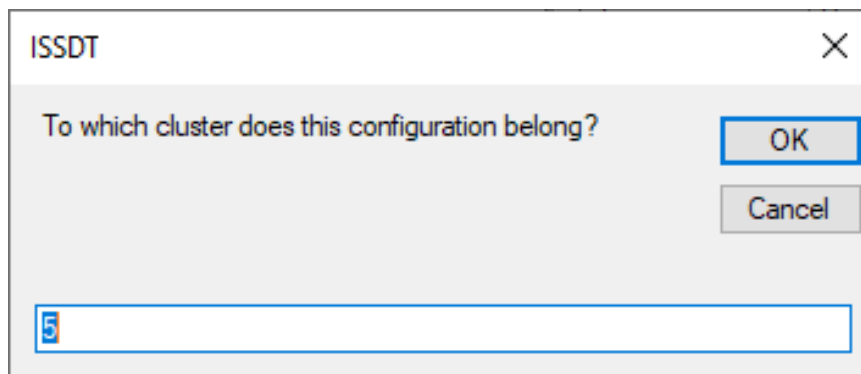 ISSDT
To which cluster does this configuration belong?
OK
Cancel
5